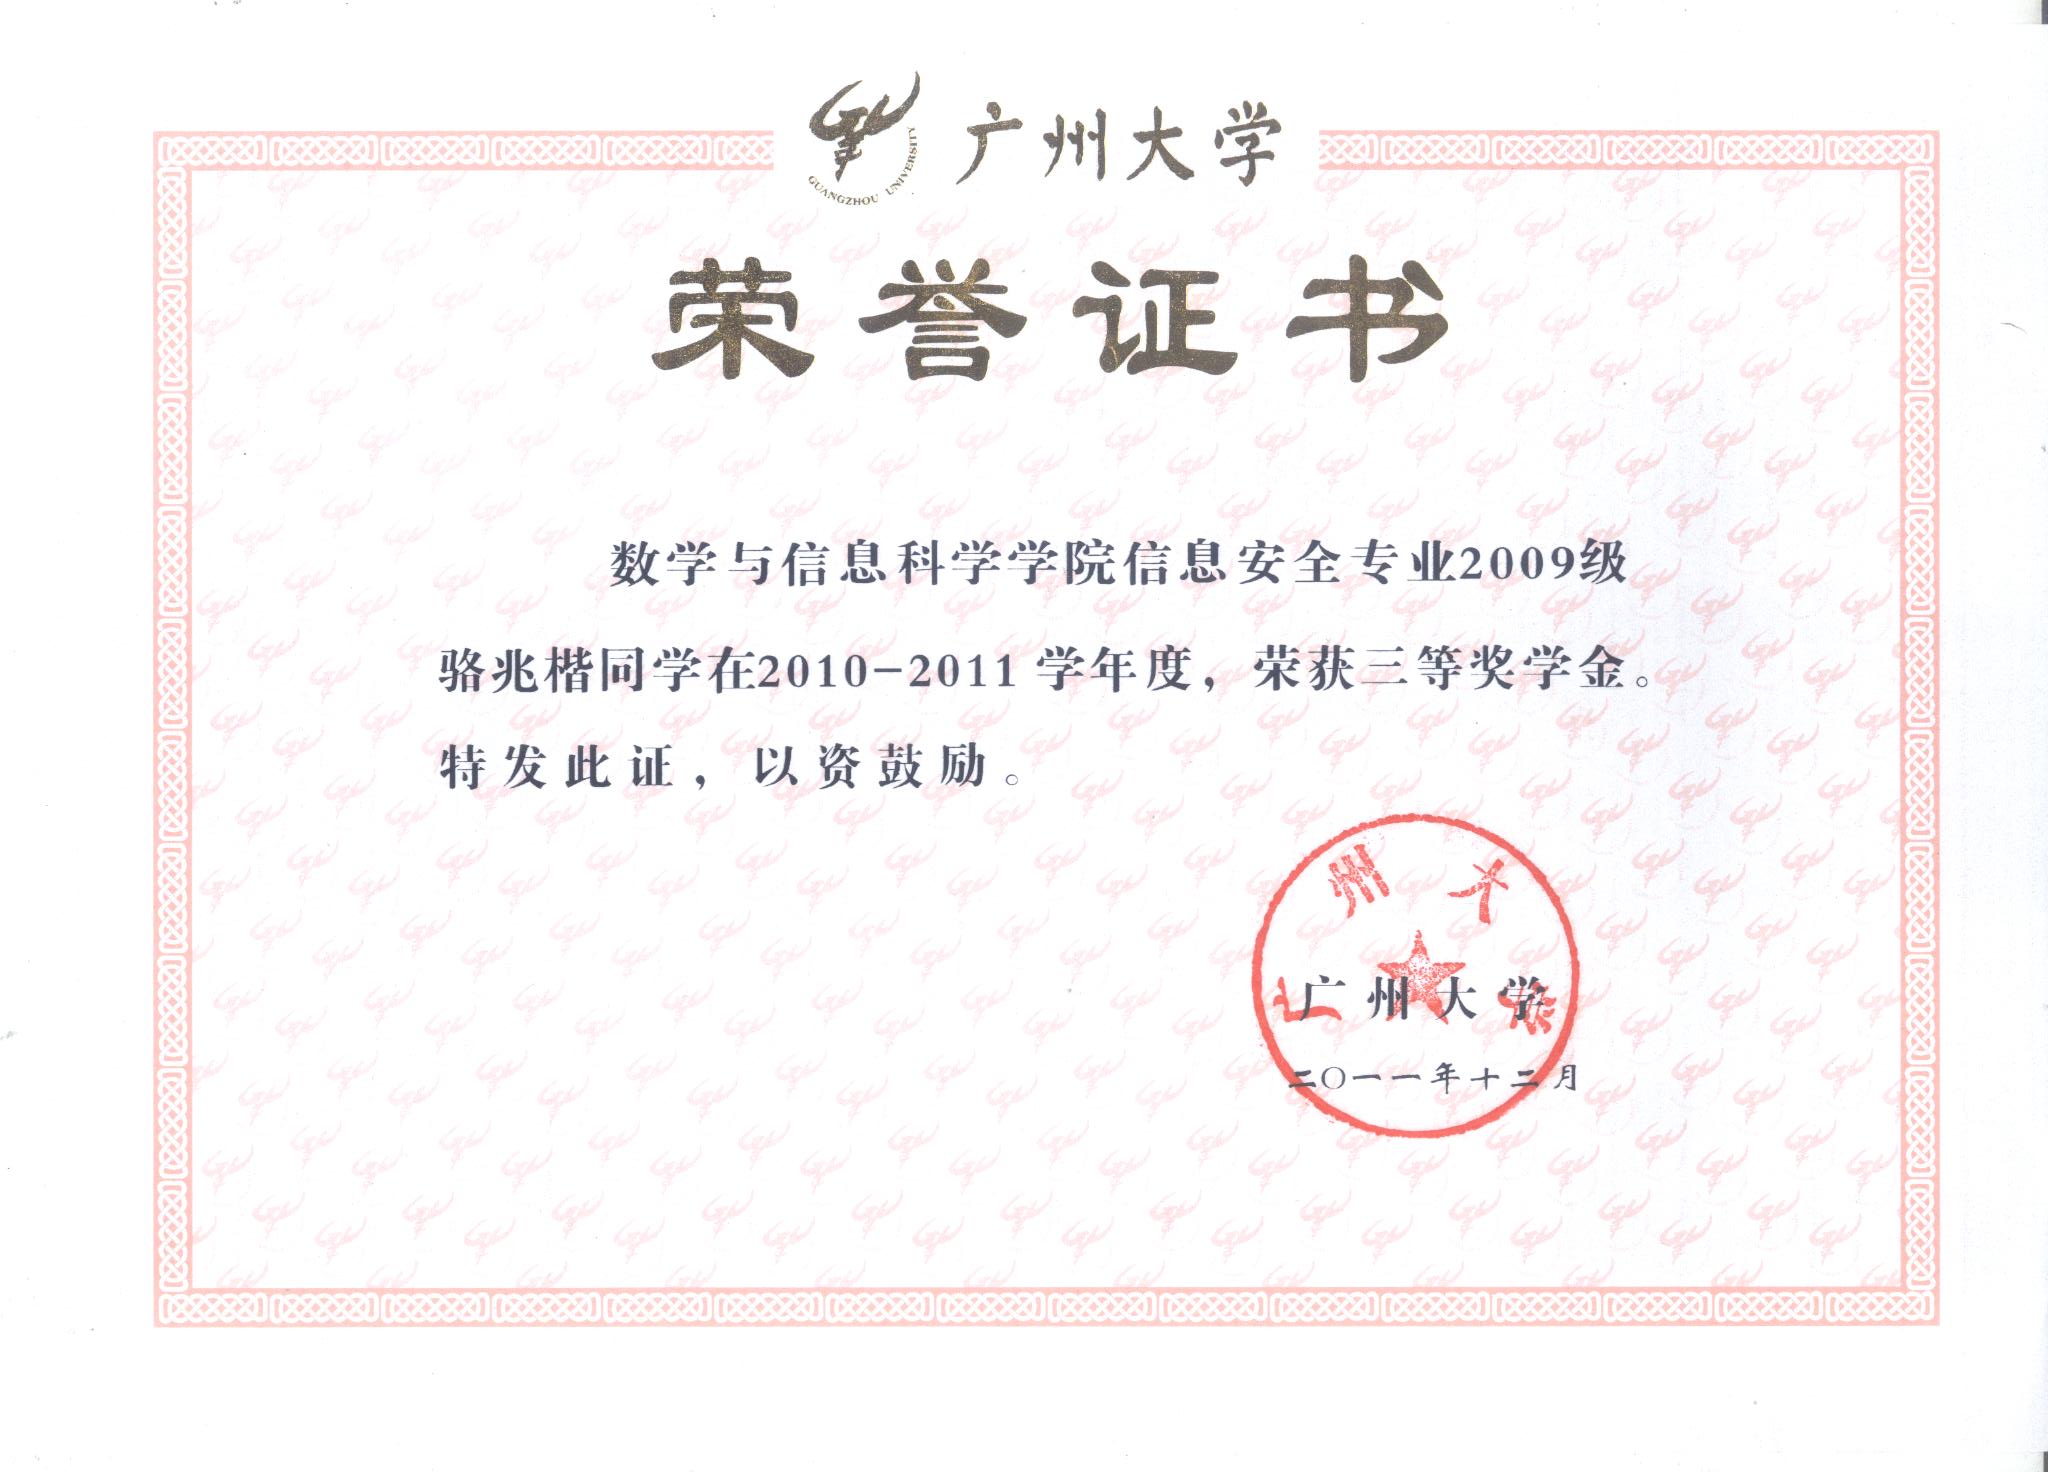 广州大学
GUANGZHOU UNIVERSITY
荣誉证书
数学与信息科学学院信息安全专业2009级
骆兆楷同学在2010-2011学年度，荣获三等奖学金。
特发此证，以资鼓励。
广州大学
广州大学
二〇一一年十二月